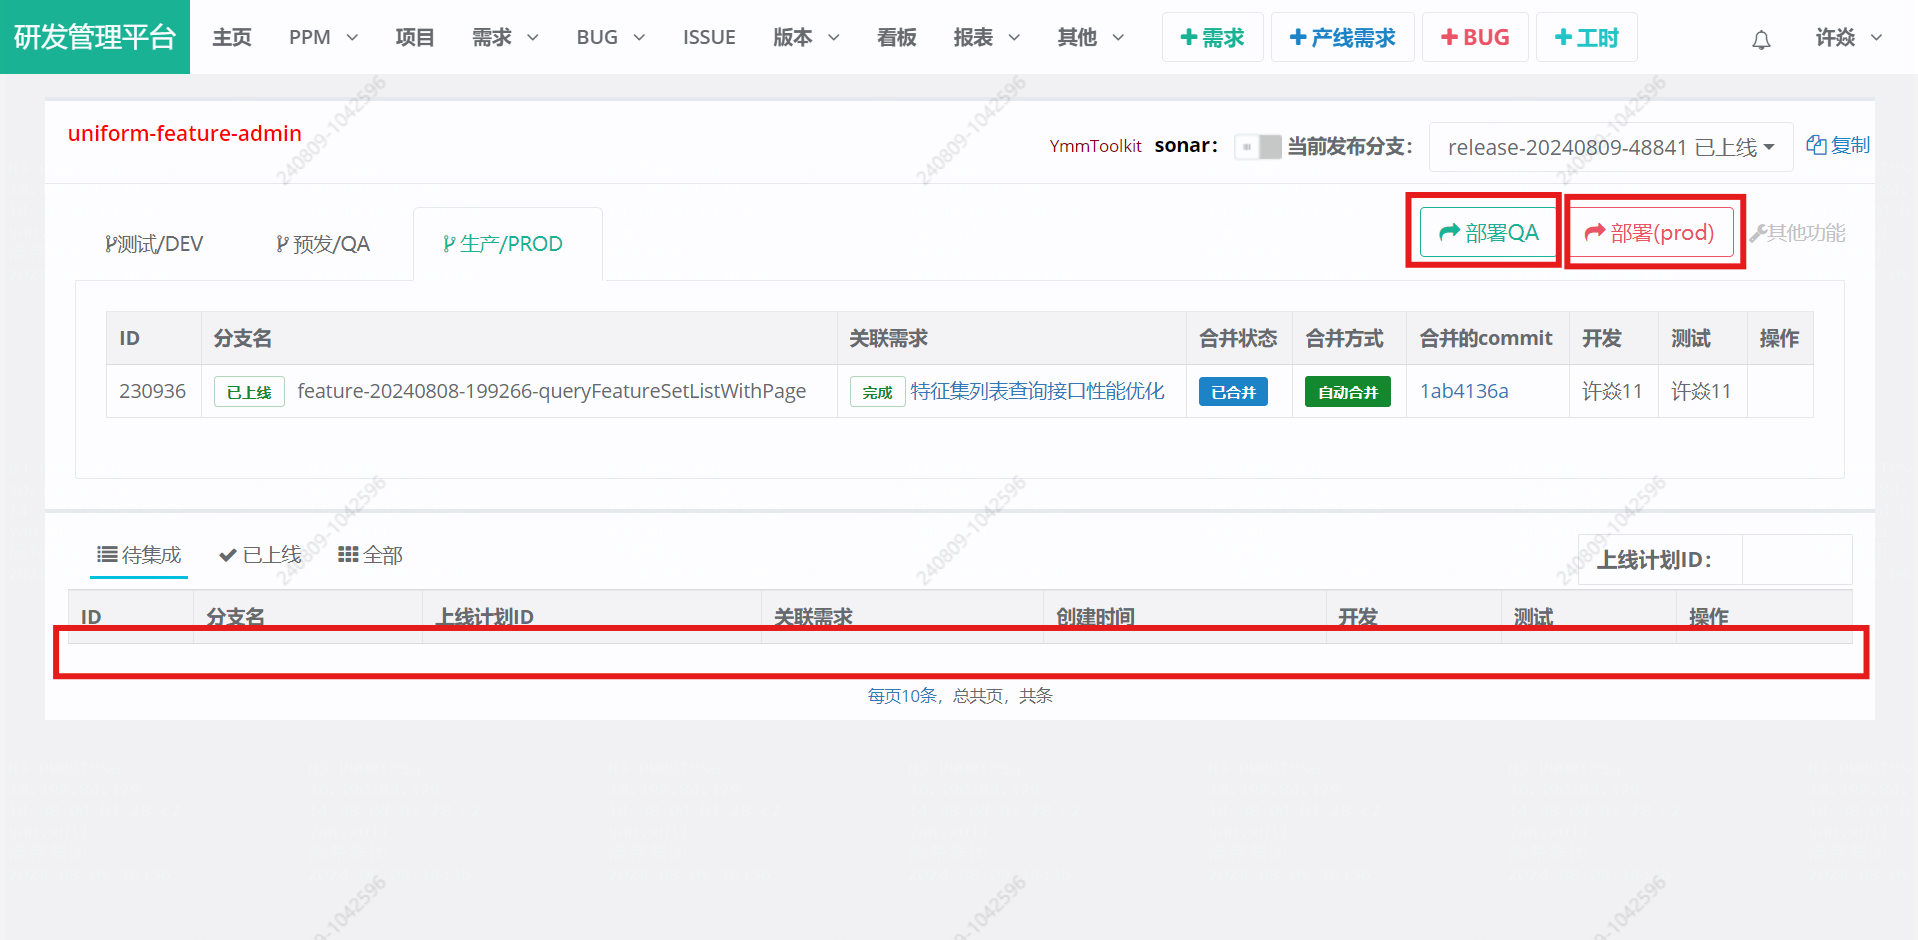 研发管理平台 主页 PPM 项目 需求 BUG ISSUE 版本 看板 报表 其他 需求 产线需求 BUG 工时 许焱
uniform-feature-admin
YmmToolkit sonar: 当前发布分支: release-20240809-48841 已上线 复制
测试/DEV 预发/QA 生产/PROD 部署QA 部署(prod) 其他功能
ID 分支名 关联需求 合并状态 合并方式 合并的commit 开发 测试 操作
230936 已上线 feature-20240808-199266-queryFeatureSetListWithPage 完成 特征集列表查询接口性能优化 已合并 自动合并 1ab4136a 许焱11 许焱11
待集成 已上线 全部 上线计划ID:
ID 分支名 上线计划ID 关联需求 创建时间 开发 测试 操作
每页10条，总共页，共条
240809-1042596
240809-1042596
240809-1042596
240809-1042596
240809-1042596
240809-1042596